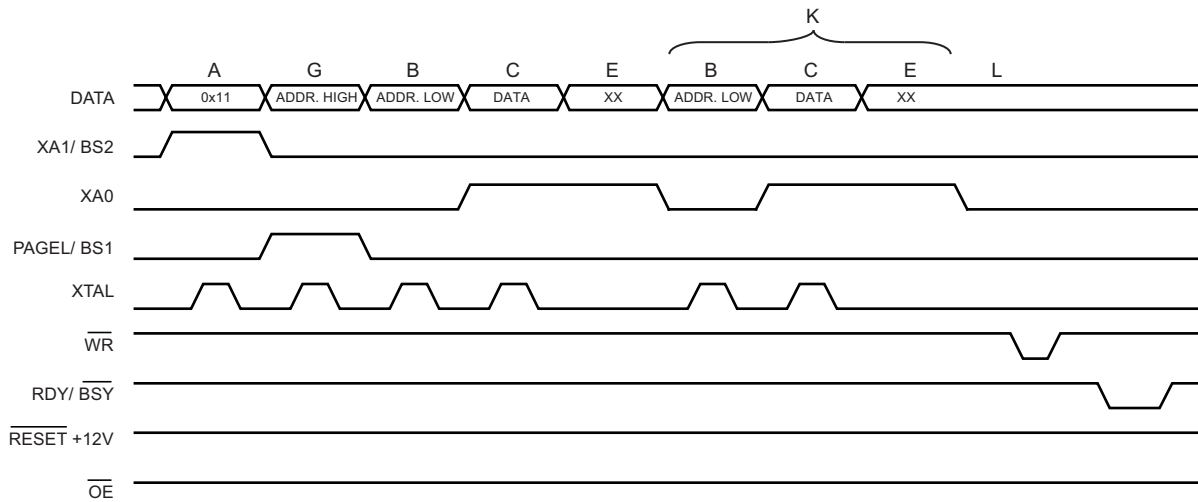 K
A G B C E B C E L
DATA 0x11 ADDR. HIGH ADDR. LOW DATA XX ADDR. LOW DATA XX
XA1/ BS2
XA0
PAGEL/ BS1
XTAL
WR
RDY/ BSY
RESET +12V
OE